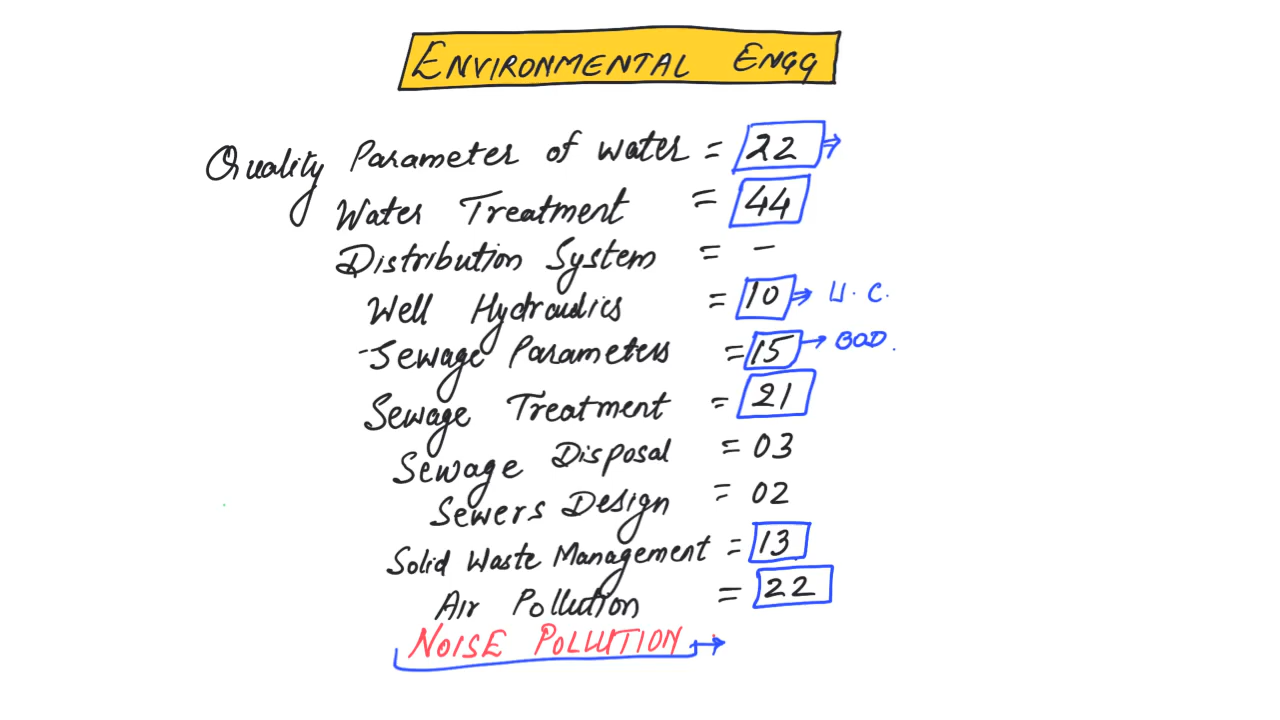 ENVIRONMENTAL ENGG
Quality Parameter of water = 22 ⇒
Water Treatment = 44
Distribution System = -
Well Hydraulics = 10 ⇒ U.C.
Sewage Parameters = 15 → BOD.
Sewage Treatment = 21
Sewage Disposal = 03
Sewers Design = 02
Solid Waste Management = 13
Air Pollution = 22
NOISE POLLUTION →